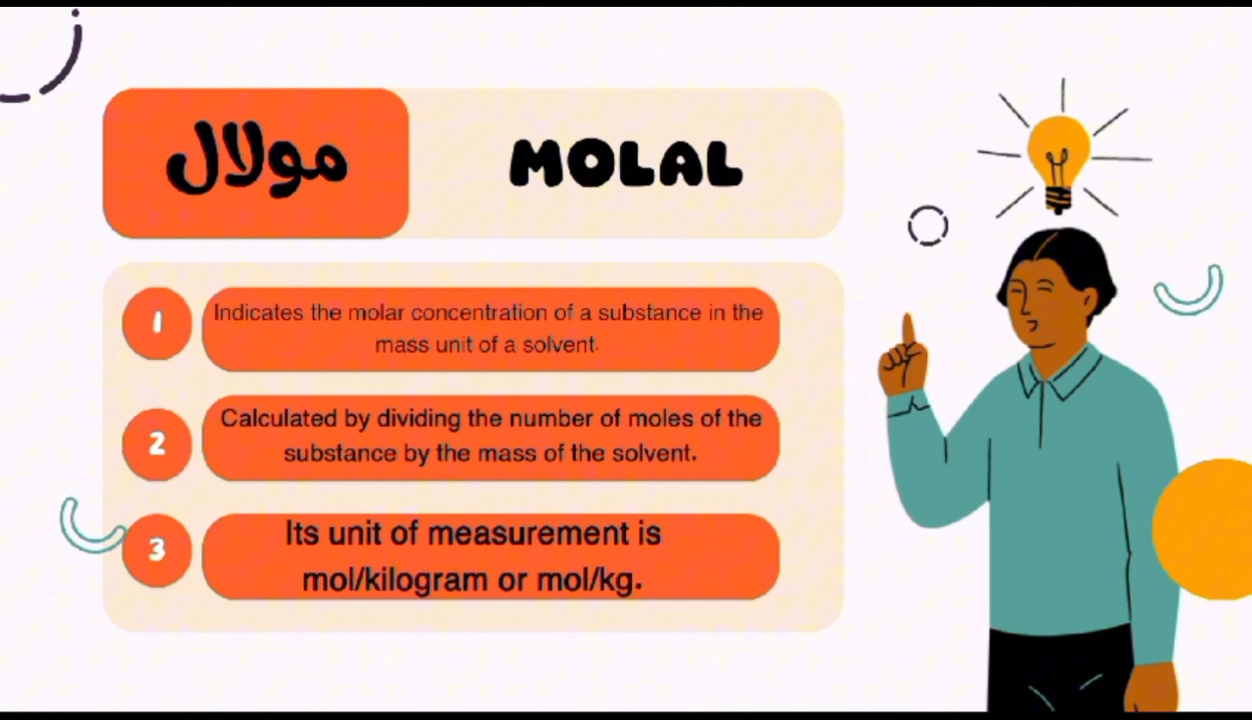 مولال
MOLAL
1
Indicates the molar concentration of a substance in the
mass unit of a solvent.
2
Calculated by dividing the number of moles of the
substance by the mass of the solvent.
3
Its unit of measurement is
mol/kilogram or mol/kg.